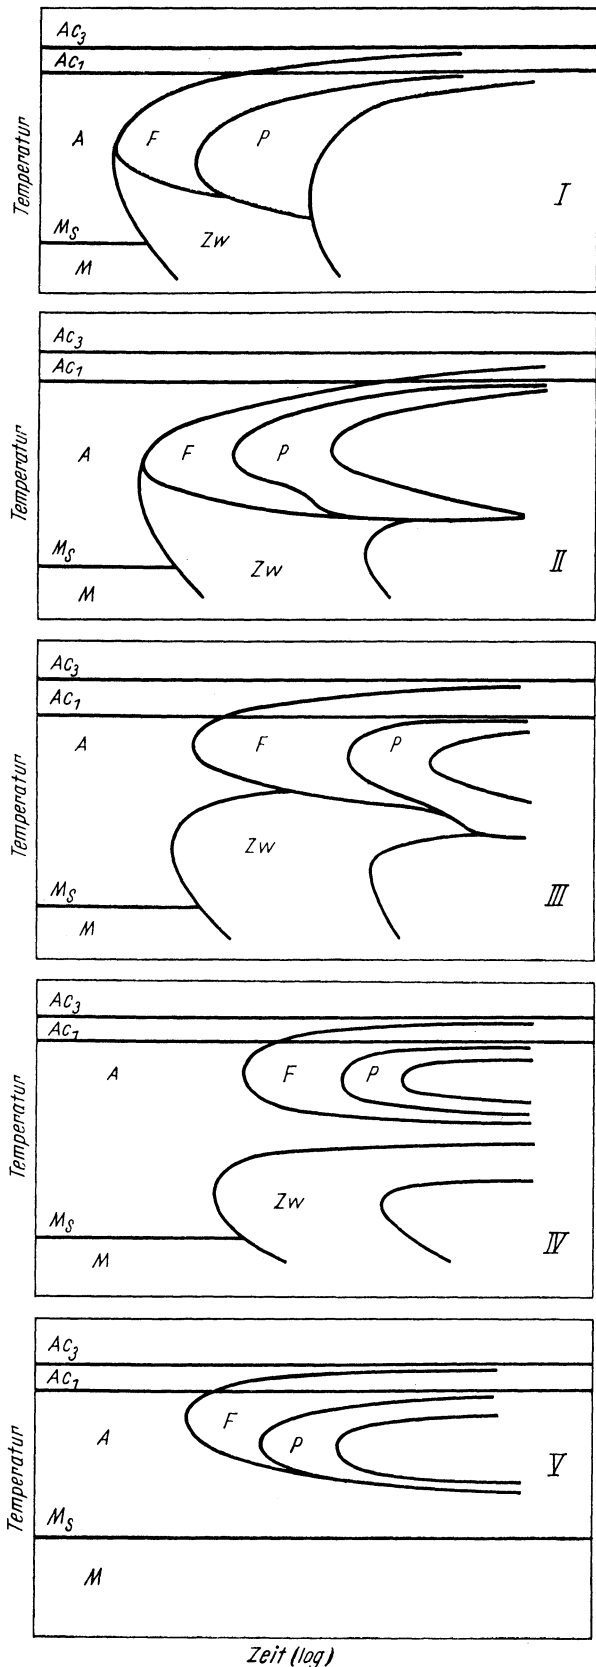 Ac₃
Ac₁
A F P
I
Ms Zw
M
Temperatur
Ac₃
Ac₁
A F P
Ms Zw II
M
Temperatur
Ac₃
Ac₁
A F P
Zw
Ms III
M
Temperatur
Ac₃
Ac₁
A F P
Zw
Ms IV
M
Temperatur
Ac₃
Ac₁
A F P V
Ms
M
Temperatur
Zeit (log)